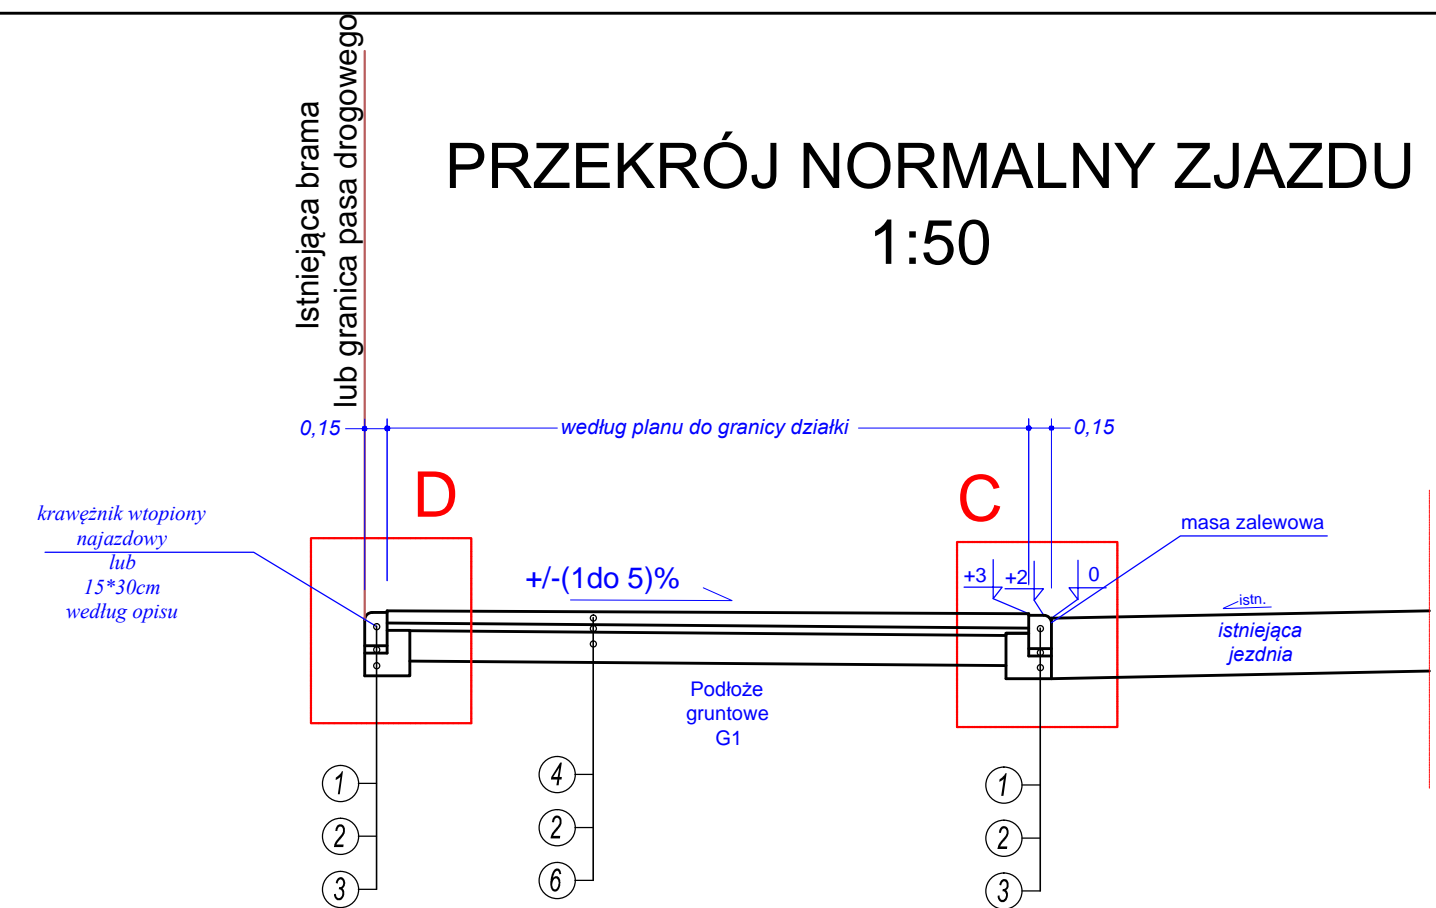 Istniejąca brama
lub granica pasa drogowego
PRZEKRÓJ NORMALNY ZJAZDU
1:50
0,15
według planu do granicy działki
0,15
D
C
krawężnik wtopiony
najazdowy
lub
15*30cm
według opisu
masa zalewowa
+/-(1do 5)%
+3
+2
0
istn.
istniejąca
jezdnia
Podłoże
gruntowe
G1
1
2
3
4
2
6
1
2
3